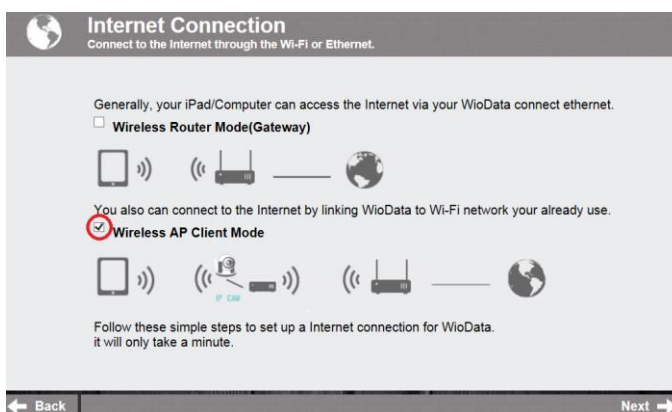 Internet Connection
Connect to the Internet through the Wi-Fi or Ethernet.
Generally, your iPad/Computer can access the Internet via your WioData connect ethernet.
Wireless Router Mode(Gateway)
You also can connect to the Internet by linking WioData to Wi-Fi network your already use.
Wireless AP Client Mode
IP CAM
Follow these simple steps to set up a Internet connection for WioData.
it will only take a minute.
Back
Next